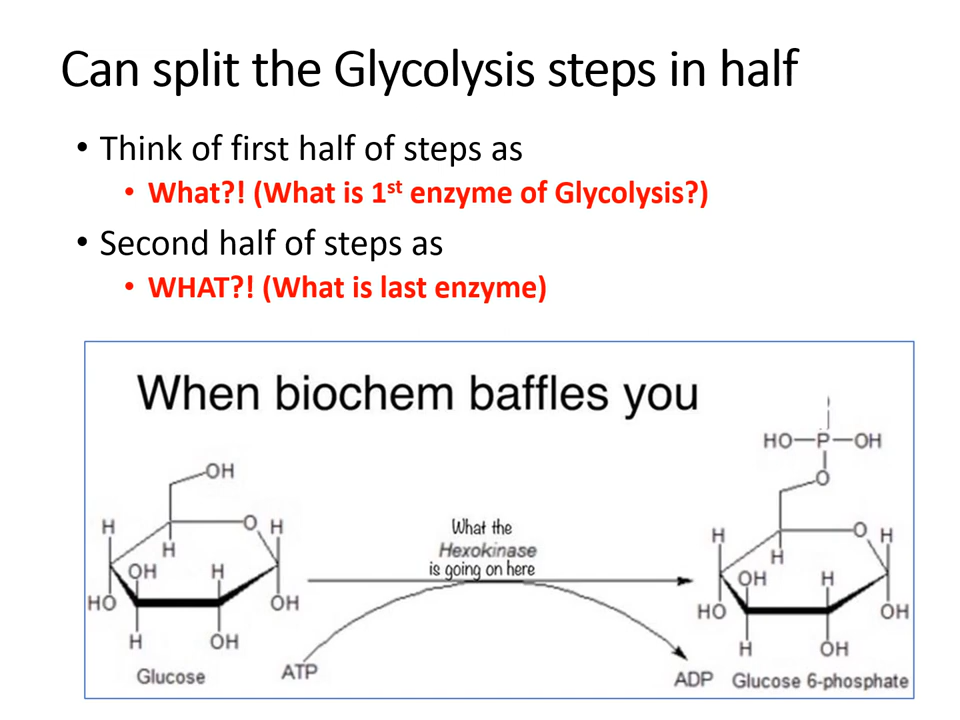 Can split the Glycolysis steps in half
• Think of first half of steps as
• What?! (What is 1st enzyme of Glycolysis?)
• Second half of steps as
• WHAT?! (What is last enzyme)
When biochem baffles you
HO—P—OH
O
OH
H
O
H
H
OH
H
HO
OH
H
OH
Glucose
What the
Hexokinase
is going on here
ATP
ADP
H
O
H
H
OH
H
HO
OH
H
OH
Glucose 6-phosphate